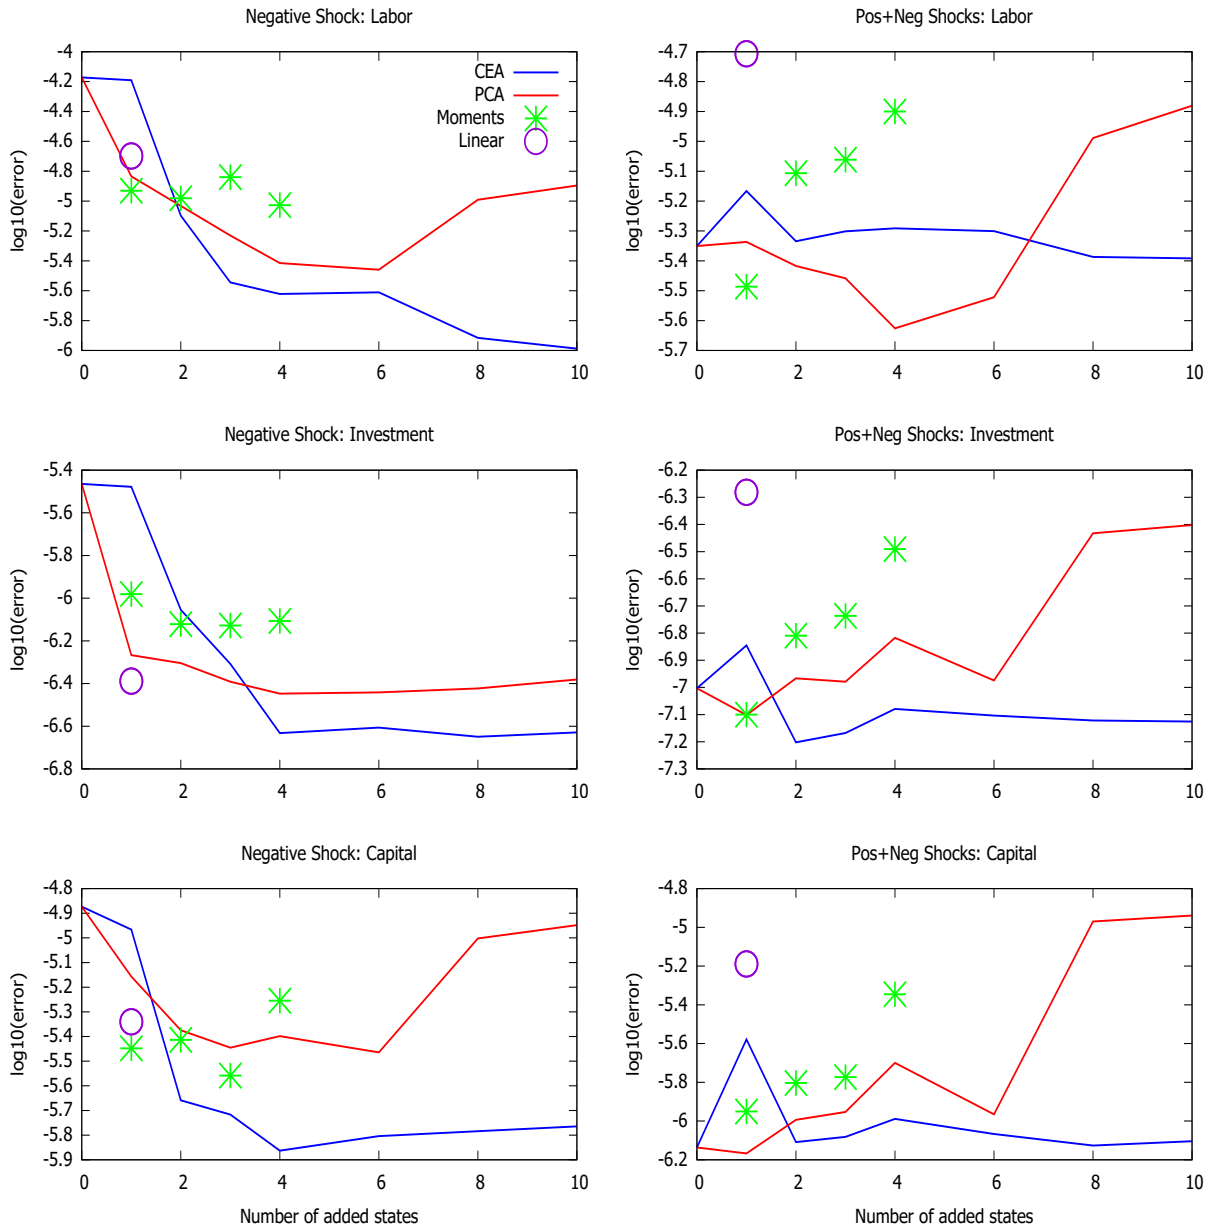 Negative Shock: Labor
log10(error)
-4
-4.2
-4.4
-4.6
-4.8
-5
-5.2
-5.4
-5.6
-5.8
-6
0 2 4 6 8 10
CEA
PCA
Moments
Linear
Pos+Neg Shocks: Labor
log10(error)
-4.7
-4.8
-4.9
-5
-5.1
-5.2
-5.3
-5.4
-5.5
-5.6
-5.7
0 2 4 6 8 10
Negative Shock: Investment
log10(error)
-5.4
-5.6
-5.8
-6
-6.2
-6.4
-6.6
-6.8
0 2 4 6 8 10
Pos+Neg Shocks: Investment
log10(error)
-6.2
-6.3
-6.4
-6.5
-6.6
-6.7
-6.8
-6.9
-7
-7.1
-7.2
-7.3
0 2 4 6 8 10
Negative Shock: Capital
log10(error)
-4.8
-4.9
-5
-5.1
-5.2
-5.3
-5.4
-5.5
-5.6
-5.7
-5.8
-5.9
0 2 4 6 8 10
Number of added states
Pos+Neg Shocks: Capital
log10(error)
-4.8
-5
-5.2
-5.4
-5.6
-5.8
-6
-6.2
0 2 4 6 8 10
Number of added states